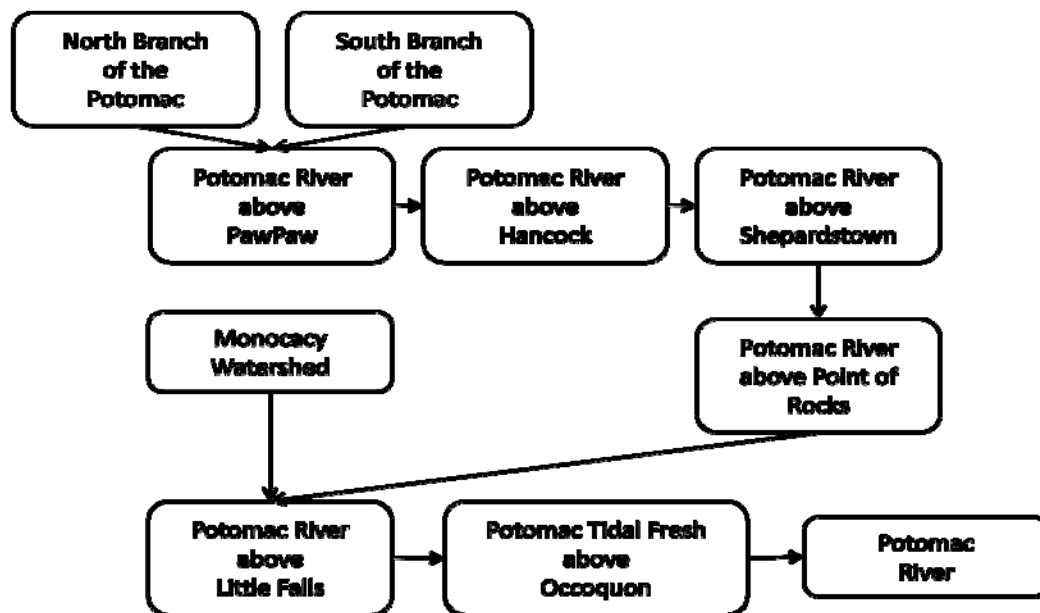 North Branch
of the
Potomac
South Branch
of the
Potomac
Potomac River
above
PawPaw
Potomac River
above
Hancock
Potomac River
above
Shepardstown
Monocacy
Watershed
Potomac River
above Point of
Rocks
Potomac River
above
Little Falls
Potomac Tidal Fresh
above
Occoquon
Potomac
River